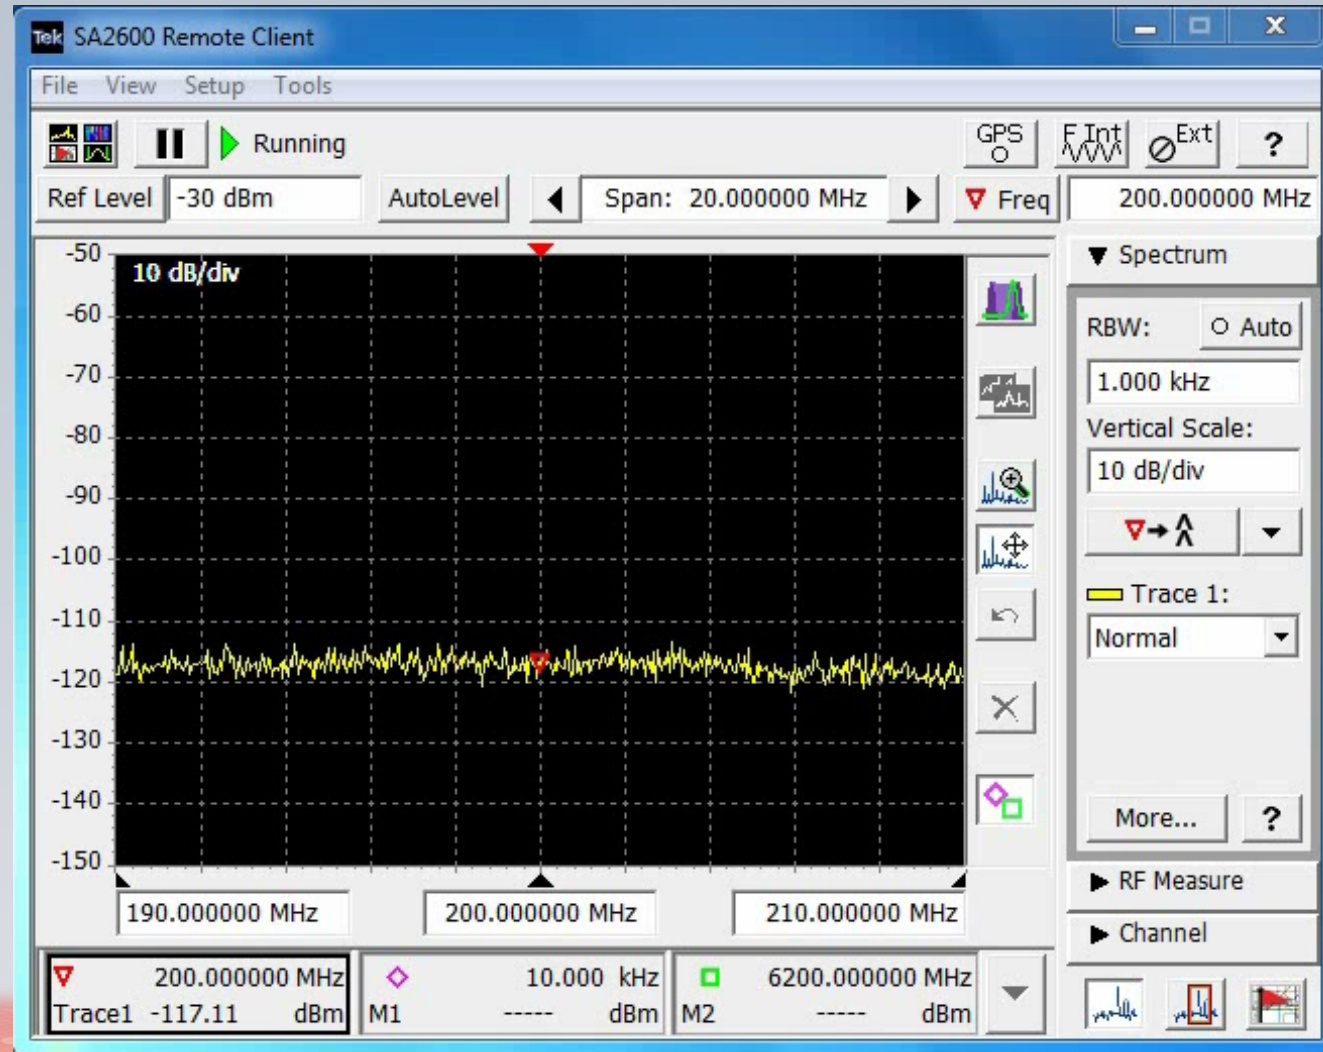 Tek SA2600 Remote Client
File View Setup Tools
Running
GPS
F Int
Ext
?
Ref Level -30 dBm AutoLevel Span: 20.000000 MHz Freq 200.000000 MHz
10 dB/div
-50
-60
-70
-80
-90
-100
-110
-120
-130
-140
-150
190.000000 MHz 200.000000 MHz 210.000000 MHz
Spectrum
RBW: Auto
1.000 kHz
Vertical Scale:
10 dB/div
Trace 1:
Normal
More... ?
RF Measure
Channel
200.000000 MHz
Trace1 -117.11 dBm
10.000 kHz
M1 ----- dBm
6200.000000 MHz
M2 ----- dBm